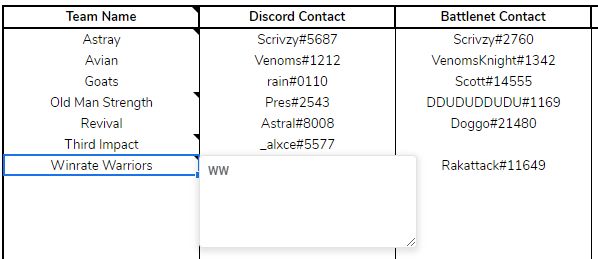 Team Name Discord Contact Battlenet Contact
Astray Scrivzy#5687 Scrivzy#2760
Avian Venoms#1212 VenomsKnight#1342
Goats rain#0110 Scott#14555
Old Man Strength Pres#2543 DDUDUDDUDU#1169
Revival Astral#8008 Doggo#21480
Third Impact _alxce#5577
Winrate Warriors Rakattack#11649
WW